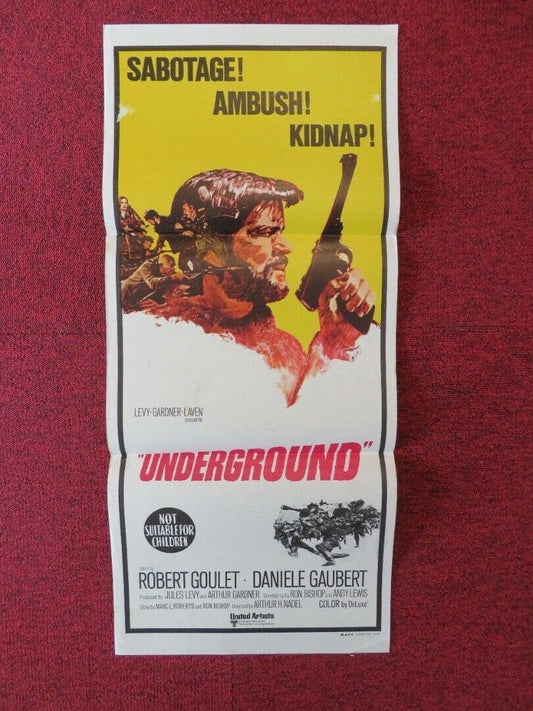 SABOTAGE!
AMBUSH!
KIDNAP!
LEVY-GARDNER-LAVEN
presents
"UNDERGROUND"
NOT
SUITABLE FOR
CHILDREN
ROBERT GOULET · DANIELE GAUBERT
Produced by JULES LEVY and ARTHUR GARDNER Screenplay by RON BISHOP and ANDY LEWIS
Story by MARC L. ROBERTS and RON BISHOP Directed by ARTHUR H. NADEL COLOR by DeLuxe
United Artists